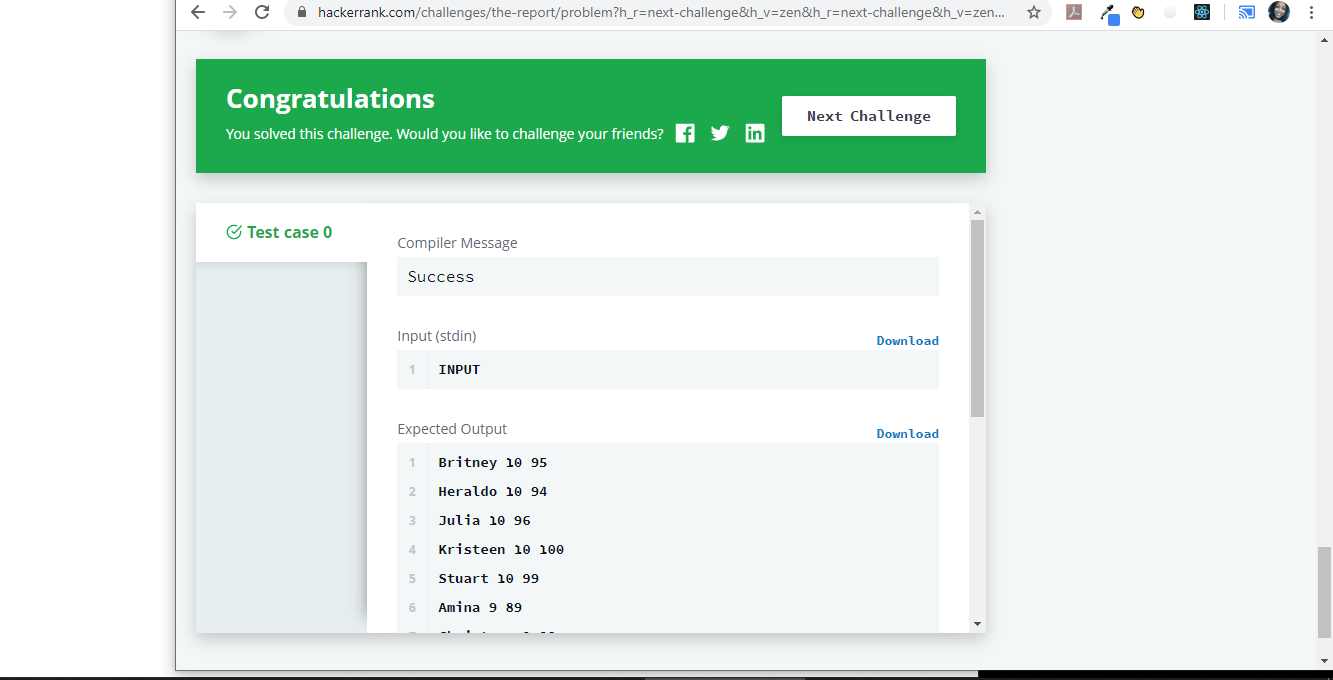 hackerrank.com/challenges/the-report/problem?h_r=next-challenge&h_v=zen&h_r=next-challenge&h_v=zen...
Congratulations
You solved this challenge. Would you like to challenge your friends?
Next Challenge
Test case 0
Compiler Message
Success
Input (stdin)
Download
1 INPUT
Expected Output
Download
1 Britney 10 95
2 Heraldo 10 94
3 Julia 10 96
4 Kristeen 10 100
5 Stuart 10 99
6 Amina 9 89